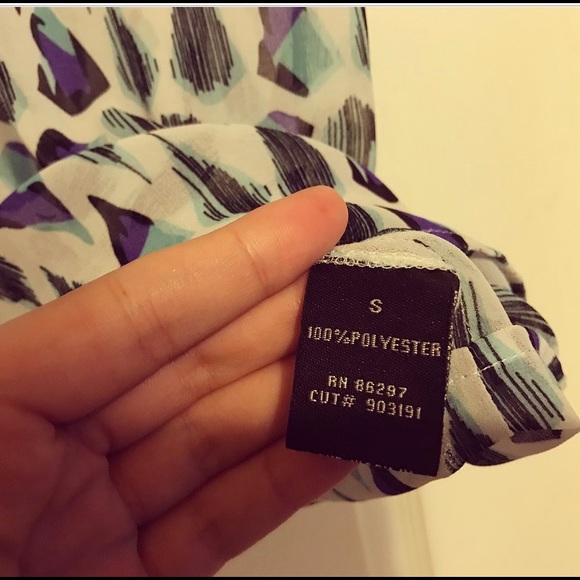 S
100%POLYESTER
RN 86297
CUT# 903191